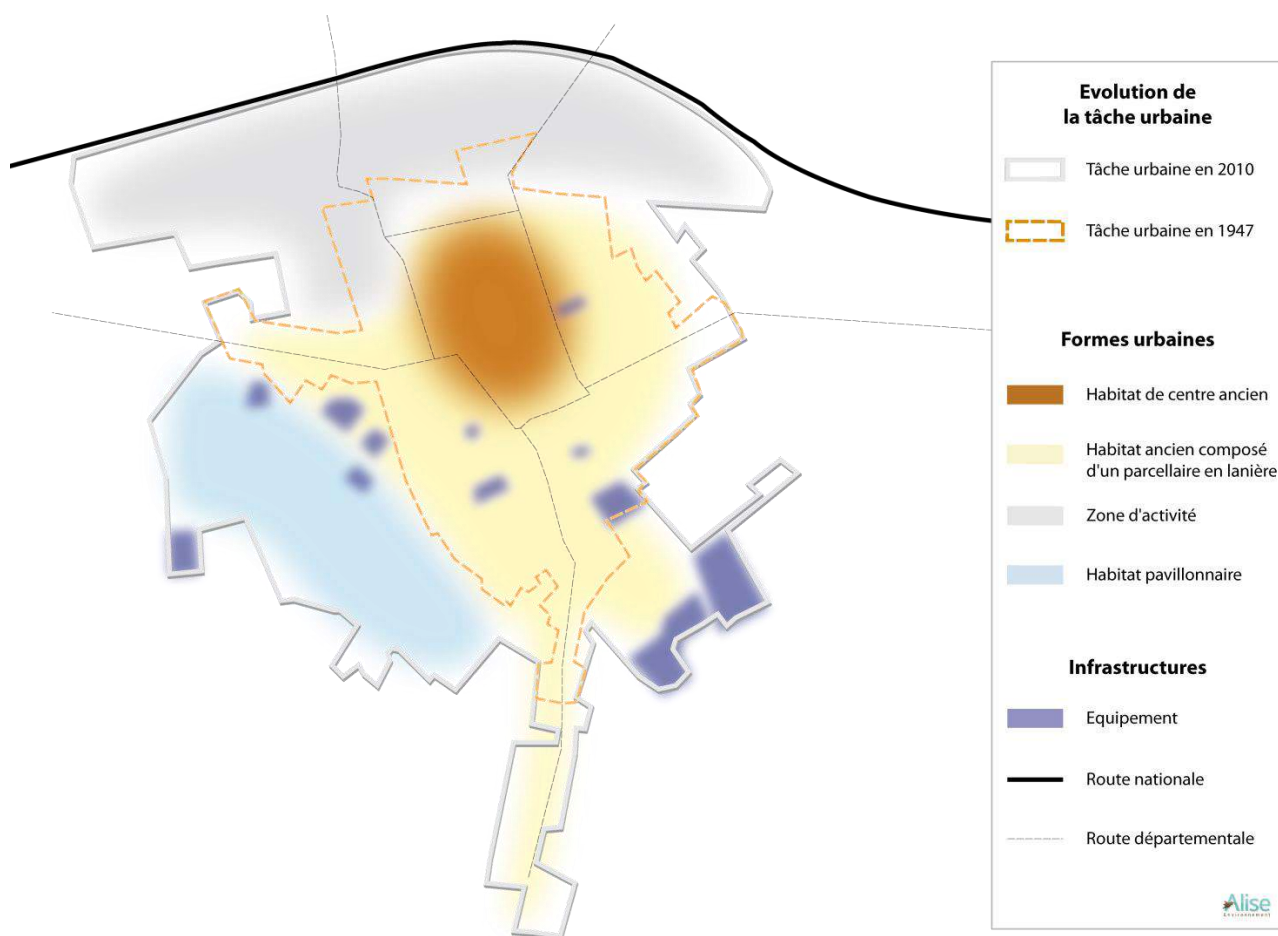 Evolution de
la tâche urbaine
Tâche urbaine en 2010
Tâche urbaine en 1947
Formes urbaines
Habitat de centre ancien
Habitat ancien composé
d'un parcellaire en lanière
Zone d'activité
Habitat pavillonnaire
Infrastructures
Equipement
Route nationale
Route départementale
Alise
Environnement